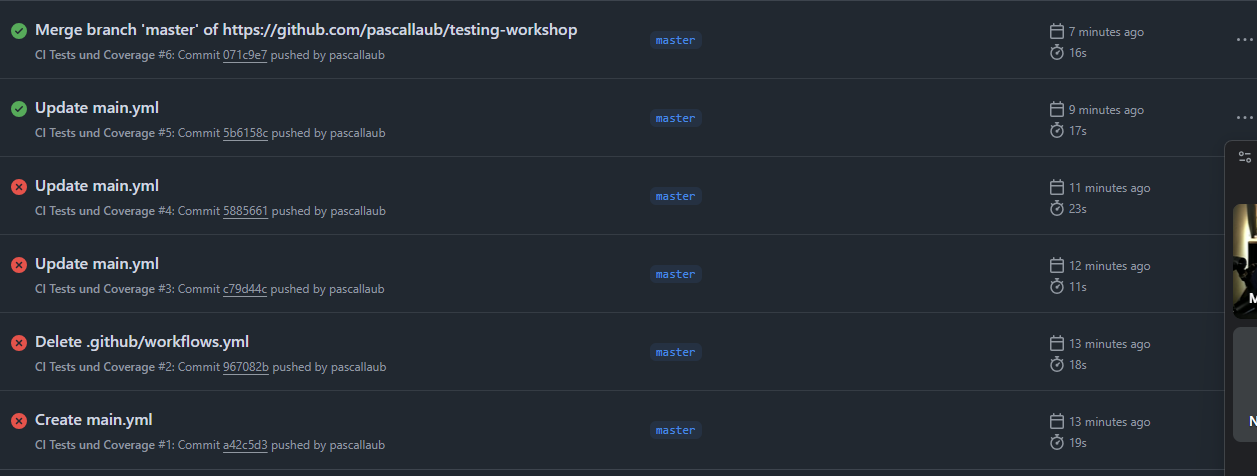 Merge branch 'master' of https://github.com/pascallaub/testing-workshop
master
7 minutes ago
CI Tests und Coverage #6: Commit 071c9e7 pushed by pascallaub
16s
Update main.yml
master
9 minutes ago
CI Tests und Coverage #5: Commit 5b6158c pushed by pascallaub
17s
Update main.yml
master
11 minutes ago
CI Tests und Coverage #4: Commit 5885661 pushed by pascallaub
23s
Update main.yml
master
12 minutes ago
CI Tests und Coverage #3: Commit c79d44c pushed by pascallaub
11s
Delete .github/workflows.yml
master
13 minutes ago
CI Tests und Coverage #2: Commit 967082b pushed by pascallaub
18s
Create main.yml
master
13 minutes ago
CI Tests und Coverage #1: Commit a42c5d3 pushed by pascallaub
19s